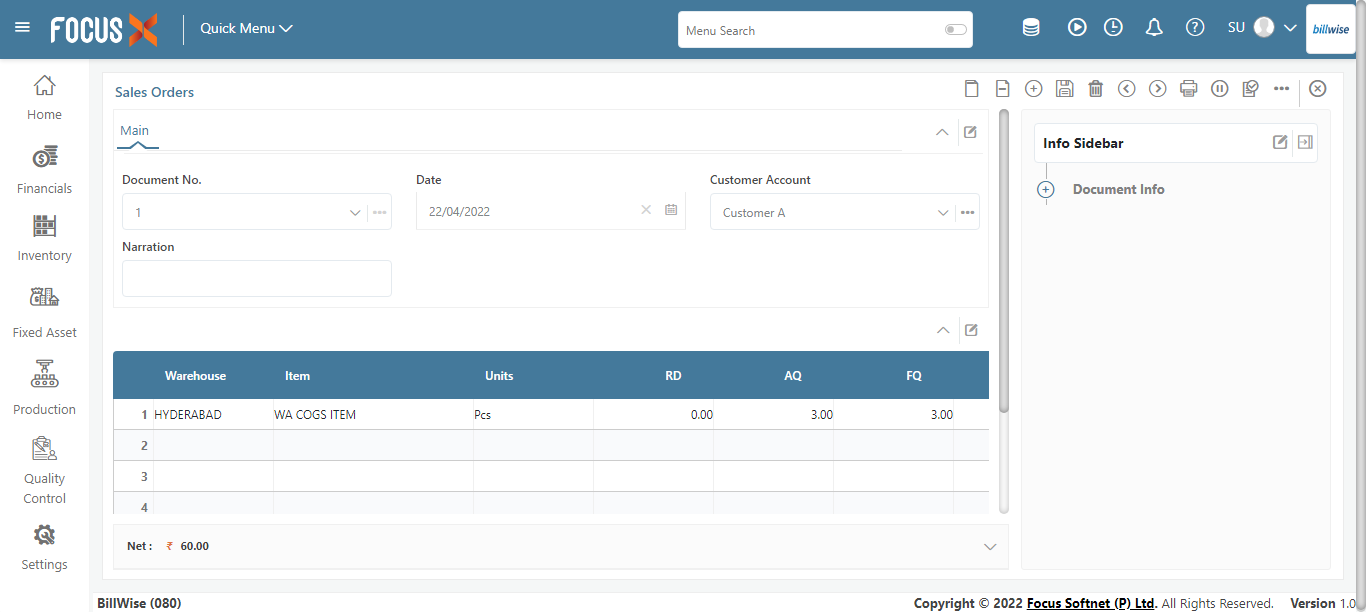 FOCUS X
Quick Menu
Menu Search
SU
billwise
Home
Financials
Inventory
Fixed Asset
Production
Quality
Control
Settings
Sales Orders
Main
Document No.
Date
Customer Account
1
22/04/2022
Customer A
Narration
Warehouse Item Units RD AQ FQ
1 HYDERABAD WA COGS ITEM Pcs 0.00 3.00 3.00
2
3
4
Net : ₹ 60.00
Info Sidebar
Document Info
BillWise (080)
Copyright © 2022 Focus Softnet (P) Ltd. All Rights Reserved. Version 1.0